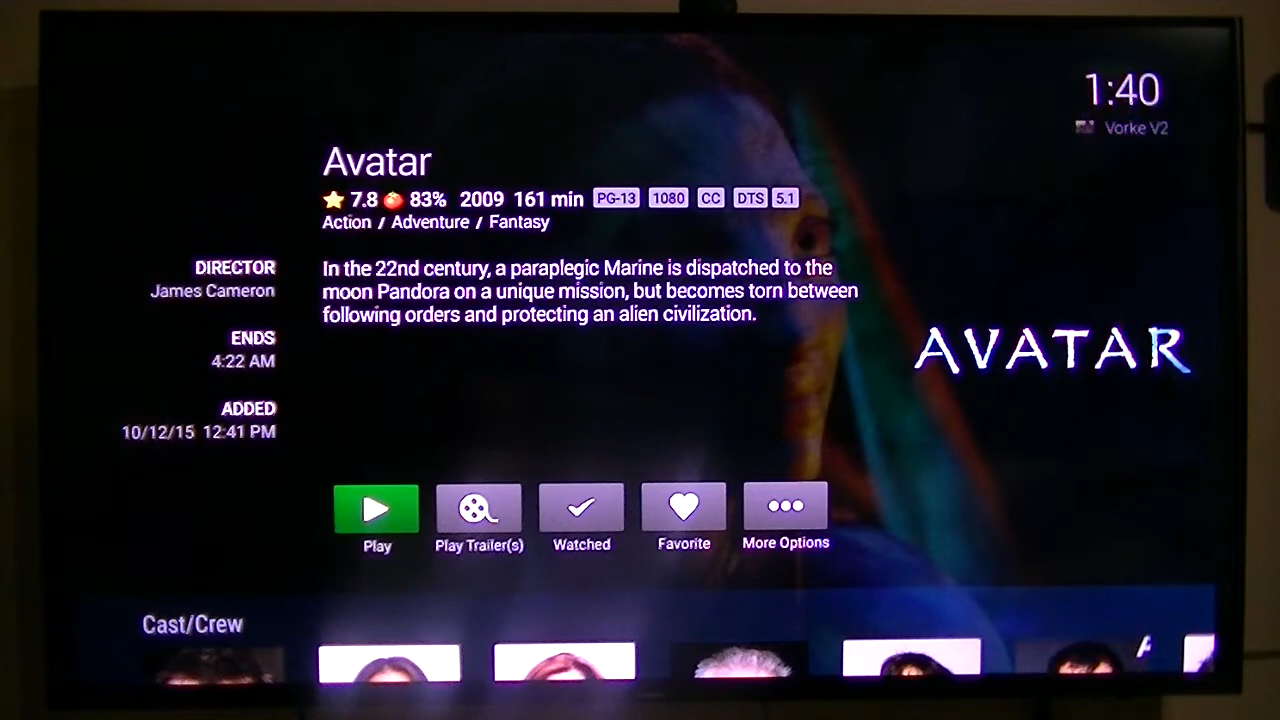 1:40
Vorke V2
Avatar
7.8 83% 2009 161 min PG-13 1080 CC DTS 5.1
Action / Adventure / Fantasy
DIRECTOR
James Cameron
In the 22nd century, a paraplegic Marine is dispatched to the
moon Pandora on a unique mission, but becomes torn between
following orders and protecting an alien civilization.
ENDS
4:22 AM
AVATAR
ADDED
10/12/15 12:41 PM
Play
Play Trailer(s)
Watched
Favorite
More Options
Cast/Crew